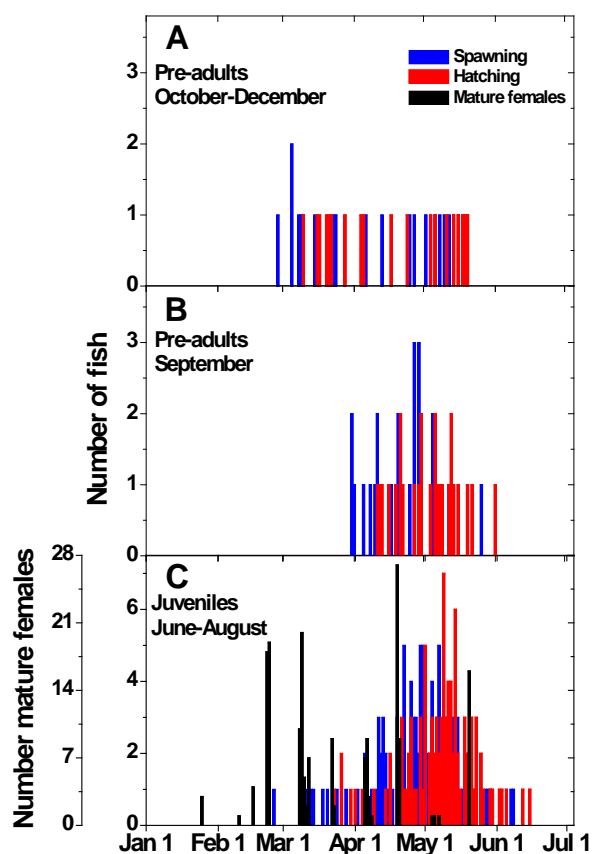 A
Pre-adults
October-December
Spawning
Hatching
Mature females
3
2
1
0
B
Pre-adults
September
3
2
1
0
Number of fish
C
Juveniles
June-August
28
21
14
7
0
Number mature females
6
4
2
0
Jan 1 Feb 1 Mar 1 Apr 1 May 1 Jun 1 Jul 1